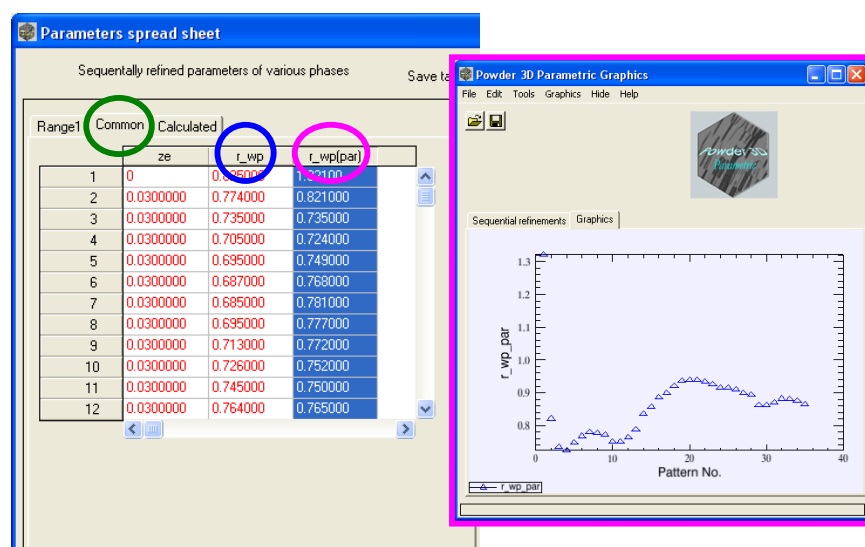 Parameters spread sheet
Sequentally refined parameters of various phases
Save ta
Range1 Common Calculated
ze r_wp r_wp(par)
1 0
2 0.0300000 0.774000 0.821000
3 0.0300000 0.735000 0.735000
4 0.0300000 0.705000 0.724000
5 0.0300000 0.695000 0.749000
6 0.0300000 0.687000 0.768000
7 0.0300000 0.685000 0.781000
8 0.0300000 0.695000 0.777000
9 0.0300000 0.713000 0.772000
10 0.0300000 0.726000 0.752000
11 0.0300000 0.745000 0.750000
12 0.0300000 0.764000 0.765000
Powder 3D Parametric Graphics
File Edit Tools Graphics Hide Help
Powder 3D
Parametric
Sequential refinements Graphics
1.3
1.2
1.1
1.0
0.9
0.8
r_wp_par
0 10 20 30 40
Pattern No.
r_wp_par